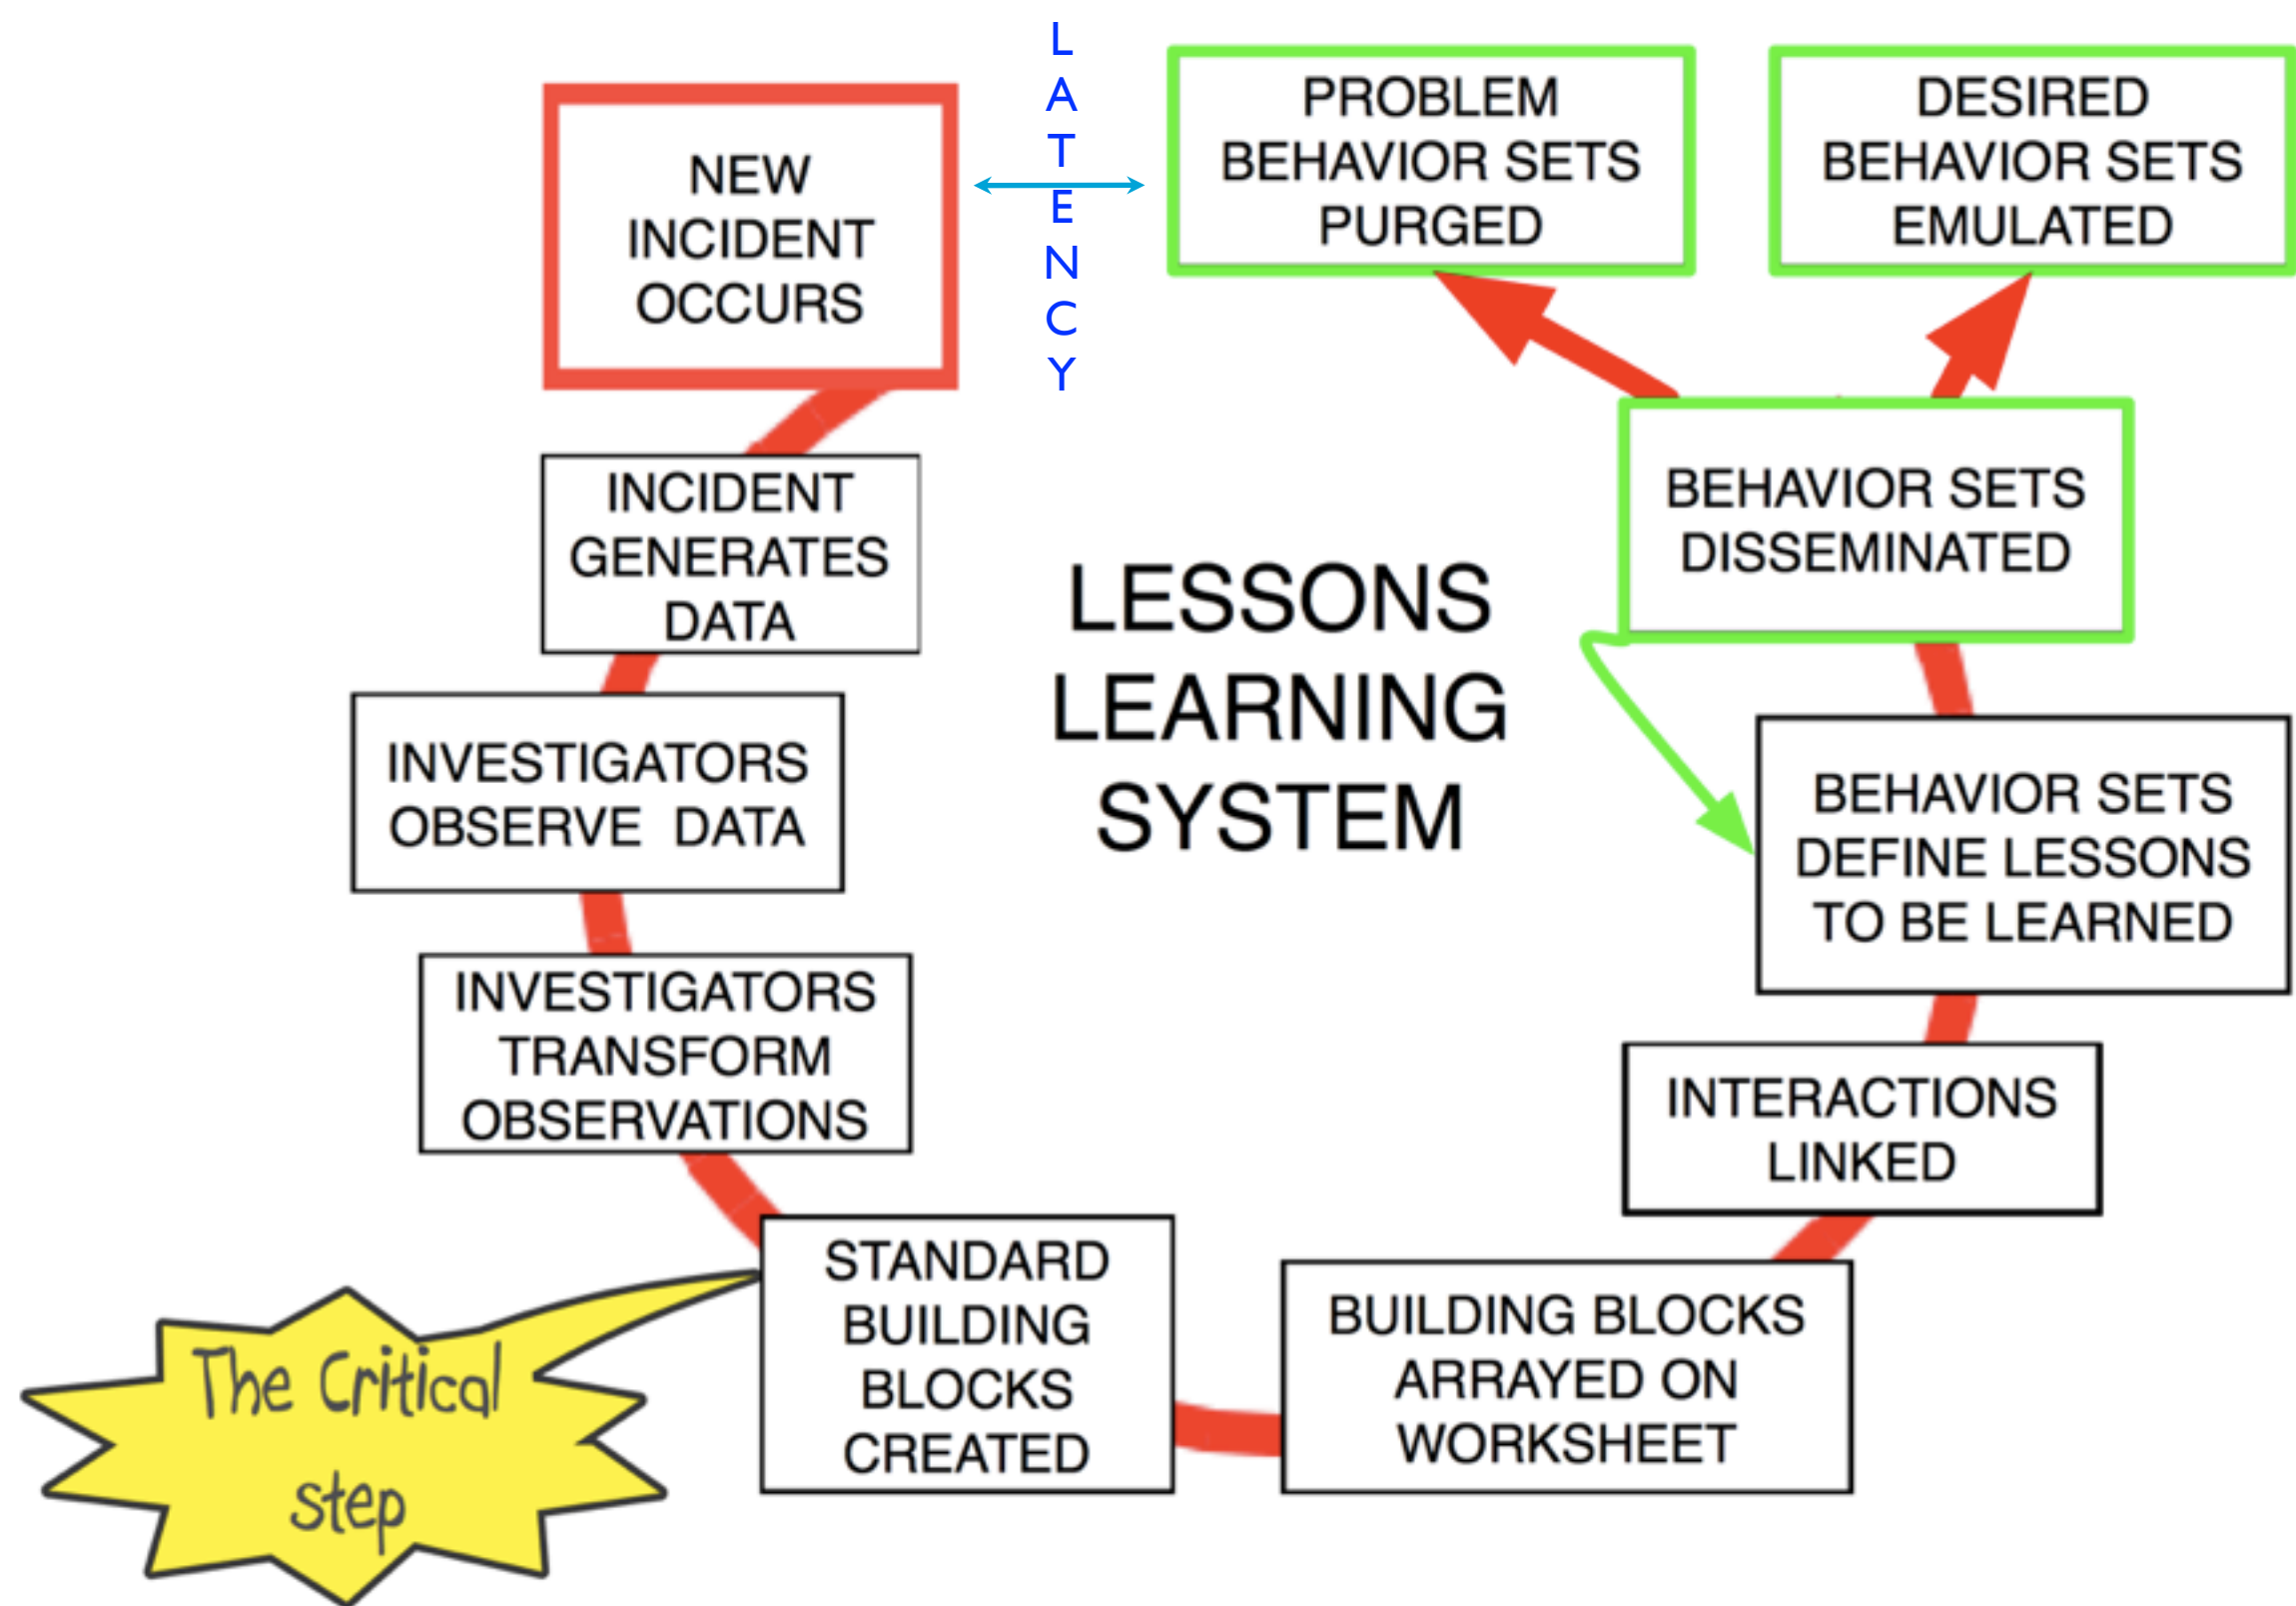 NEW
INCIDENT
OCCURS
L
A
T
E
N
C
Y
PROBLEM
BEHAVIOR SETS
PURGED
DESIRED
BEHAVIOR SETS
EMULATED
INCIDENT
GENERATES
DATA
BEHAVIOR SETS
DISSEMINATED
LESSONS
LEARNING
SYSTEM
INVESTIGATORS
OBSERVE DATA
BEHAVIOR SETS
DEFINE LESSONS
TO BE LEARNED
INVESTIGATORS
TRANSFORM
OBSERVATIONS
INTERACTIONS
LINKED
STANDARD
BUILDING
BLOCKS
CREATED
BUILDING BLOCKS
ARRAYED ON
WORKSHEET
The Critical
step